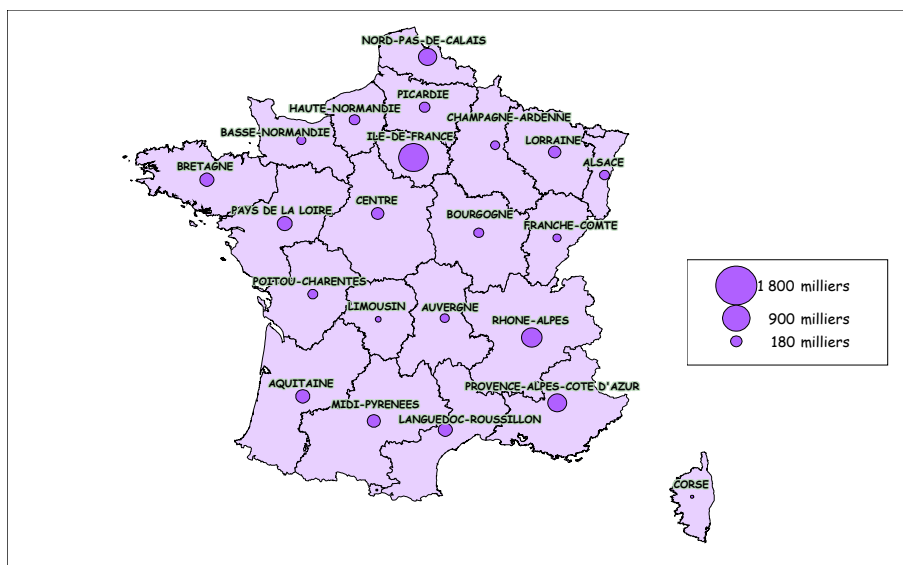 NORD-PAS-DE-CALAIS
PICARDIE
HAUTE-NORMANDIE
CHAMPAGNE-ARDENNE
BASSE-NORMANDIE
ILE-DE-FRANCE
LORRAINE
ALSACE
BRETAGNE
PAYS DE LA LOIRE
CENTRE
BOURGOGNE
FRANCHE-COMTE
POITOU-CHARENTES
LIMOUSIN
AUVERGNE
RHONE-ALPES
AQUITAINE
MIDI-PYRENEES
LANGUEDOC-ROUSSILLON
PROVENCE-ALPES-COTE D'AZUR
CORSE
1 800 milliers
900 milliers
180 milliers